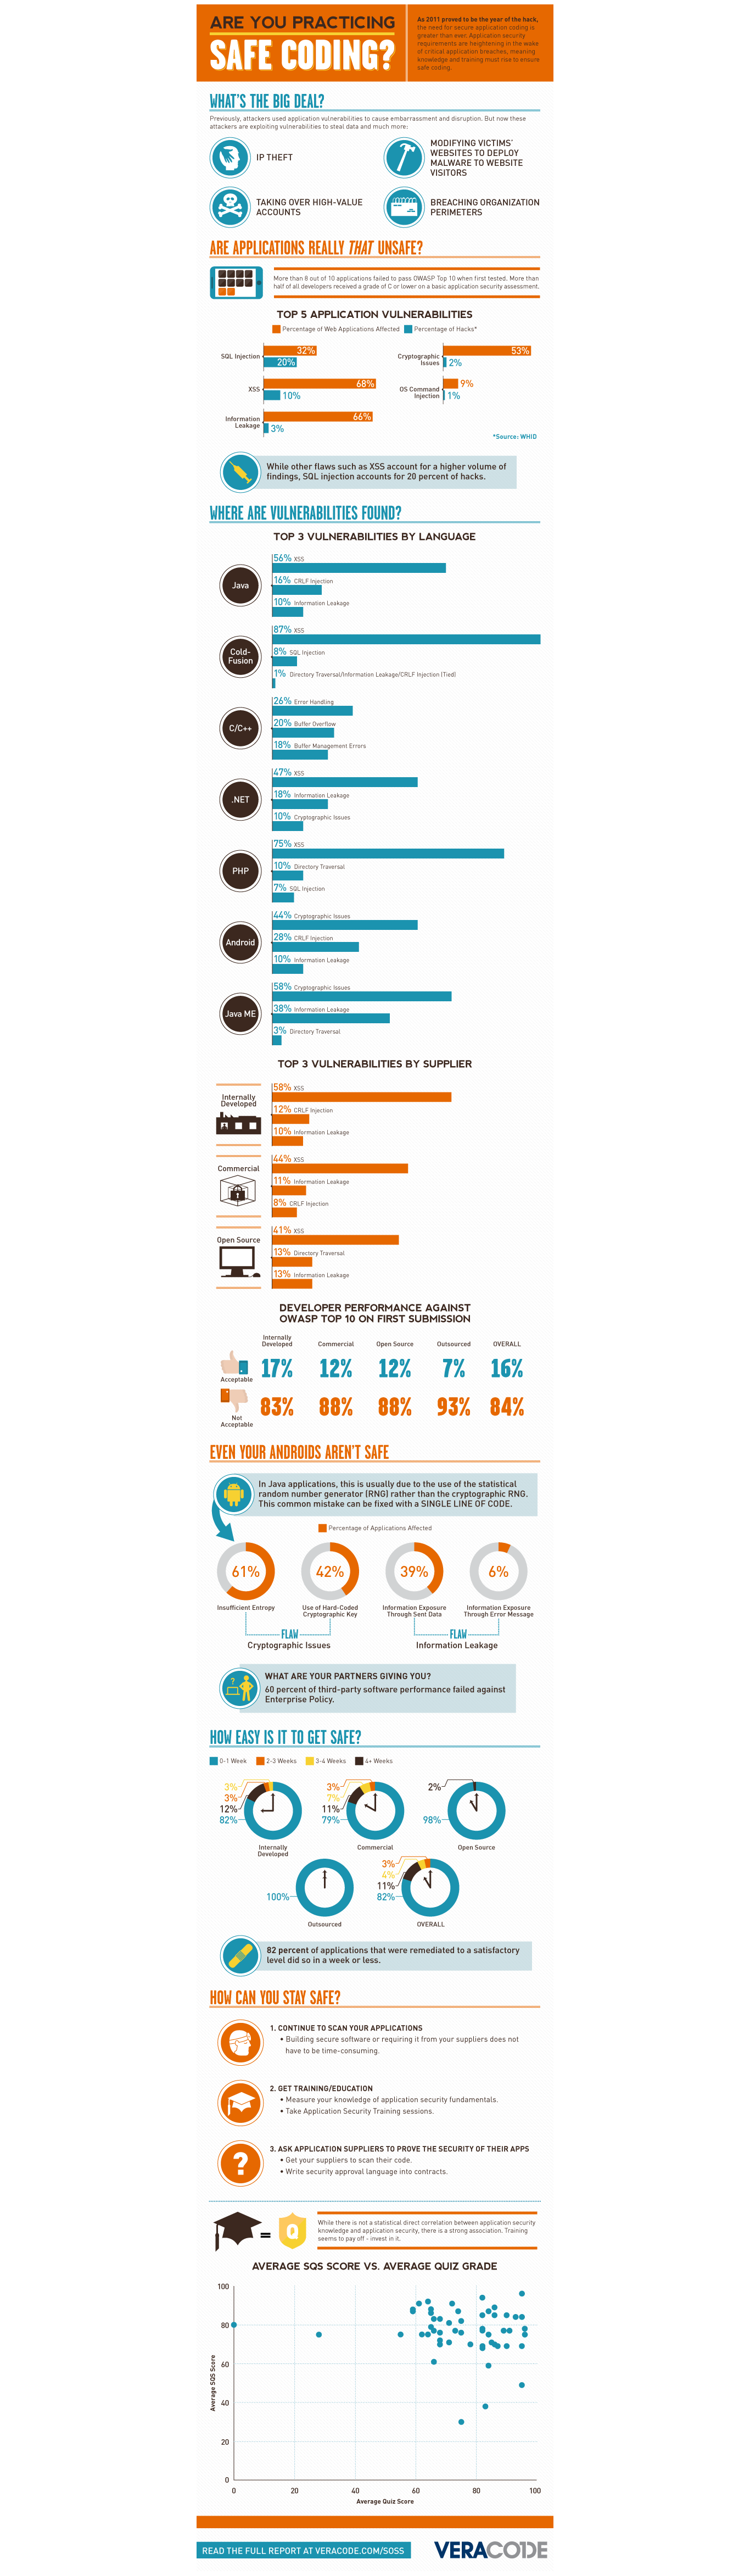 ARE YOU PRACTICING
SAFE CODING?
As 2011 proved to be the year of the hack,
the need for secure application coding is
greater than ever. Application security
requirements are heightening in the wake
of critical application breaches, meaning
knowledge and training must rise to ensure
safe coding.
WHAT'S THE BIG DEAL?
Previously, attackers used application vulnerabilities to cause embarrassment and disruption. But now these
attackers are exploiting vulnerabilities to steal data and much more:
IP THEFT
MODIFYING VICTIMS'
WEBSITES TO DEPLOY
MALWARE TO WEBSITE
VISITORS
TAKING OVER HIGH-VALUE
ACCOUNTS
BREACHING ORGANIZATION
PERIMETERS
ARE APPLICATIONS REALLY THAT UNSAFE?
More than 8 out of 10 applications failed to pass OWASP Top 10 when first tested. More than
half of all developers received a grade of C or lower on a basic application security assessment.
TOP 5 APPLICATION VULNERABILITIES
Percentage of Web Applications Affected
Percentage of Hacks*
SQL Injection
32%
20%
XSS
68%
10%
Information
Leakage
66%
3%
Cryptographic
Issues
53%
2%
OS Command
Injection
9%
1%
*Source: WHID
While other flaws such as XSS account for a higher volume of
findings, SQL injection accounts for 20 percent of hacks.
WHERE ARE VULNERABILITIES FOUND?
TOP 3 VULNERABILITIES BY LANGUAGE
Java
56% XSS
16% CRLF Injection
10% Information Leakage
Cold-
Fusion
87% XSS
8% SQL Injection
1% Directory Traversal/Information Leakage/CRLF Injection (Tied)
C/C++
26% Error Handling
20% Buffer Overflow
18% Buffer Management Errors
.NET
47% XSS
18% Information Leakage
10% Cryptographic Issues
PHP
75% XSS
10% Directory Traversal
7% SQL Injection
Android
44% Cryptographic Issues
28% CRLF Injection
10% Information Leakage
Java ME
58% Cryptographic Issues
38% Information Leakage
3% Directory Traversal
TOP 3 VULNERABILITIES BY SUPPLIER
Internally
Developed
58% XSS
12% CRLF Injection
10% Information Leakage
Commercial
44% XSS
11% Information Leakage
8% CRLF Injection
Open Source
41% XSS
13% Directory Traversal
13% Information Leakage
DEVELOPER PERFORMANCE AGAINST
OWASP TOP 10 ON FIRST SUBMISSION
Internally
Developed
Commercial
Open Source
Outsourced
OVERALL
Acceptable
17% 12% 12% 7% 16%
Not
Acceptable
83% 88% 88% 93% 84%
EVEN YOUR ANDROIDS AREN'T SAFE
In Java applications, this is usually due to the use of the statistical
random number generator (RNG) rather than the cryptographic RNG.
This common mistake can be fixed with a SINGLE LINE OF CODE.
Percentage of Applications Affected
61%
42%
39%
6%
Insufficient Entropy
Use of Hard-Coded
Cryptographic Key
Information Exposure
Through Sent Data
Information Exposure
Through Error Message
FLAW
Cryptographic Issues
FLAW
Information Leakage
?
WHAT ARE YOUR PARTNERS GIVING YOU?
60 percent of third-party software performance failed against
Enterprise Policy.
HOW EASY IS IT TO GET SAFE?
0-1 Week
2-3 Weeks
3-4 Weeks
4+ Weeks
3%
3%
12%
82%
Internally
Developed
3%
7%
11%
79%
Commercial
2%
98%
Open Source
100%
Outsourced
3%
4%
11%
82%
OVERALL
82 percent of applications that were remediated to a satisfactory
level did so in a week or less.
HOW CAN YOU STAY SAFE?
1. CONTINUE TO SCAN YOUR APPLICATIONS
• Building secure software or requiring it from your suppliers does not
have to be time-consuming.
2. GET TRAINING/EDUCATION
• Measure your knowledge of application security fundamentals.
• Take Application Security Training sessions.
?
3. ASK APPLICATION SUPPLIERS TO PROVE THE SECURITY OF THEIR APPS
• Get your suppliers to scan their code.
• Write security approval language into contracts.
=
Q
While there is not a statistical direct correlation between application security
knowledge and application security, there is a strong association. Training
seems to pay off - invest in it.
AVERAGE SQS SCORE VS. AVERAGE QUIZ GRADE
100
80
60
40
20
0
Average SQS Score
0 20 40 60 80 100
Average Quiz Score
READ THE FULL REPORT AT VERACODE.COM/SOSS
VERACODE